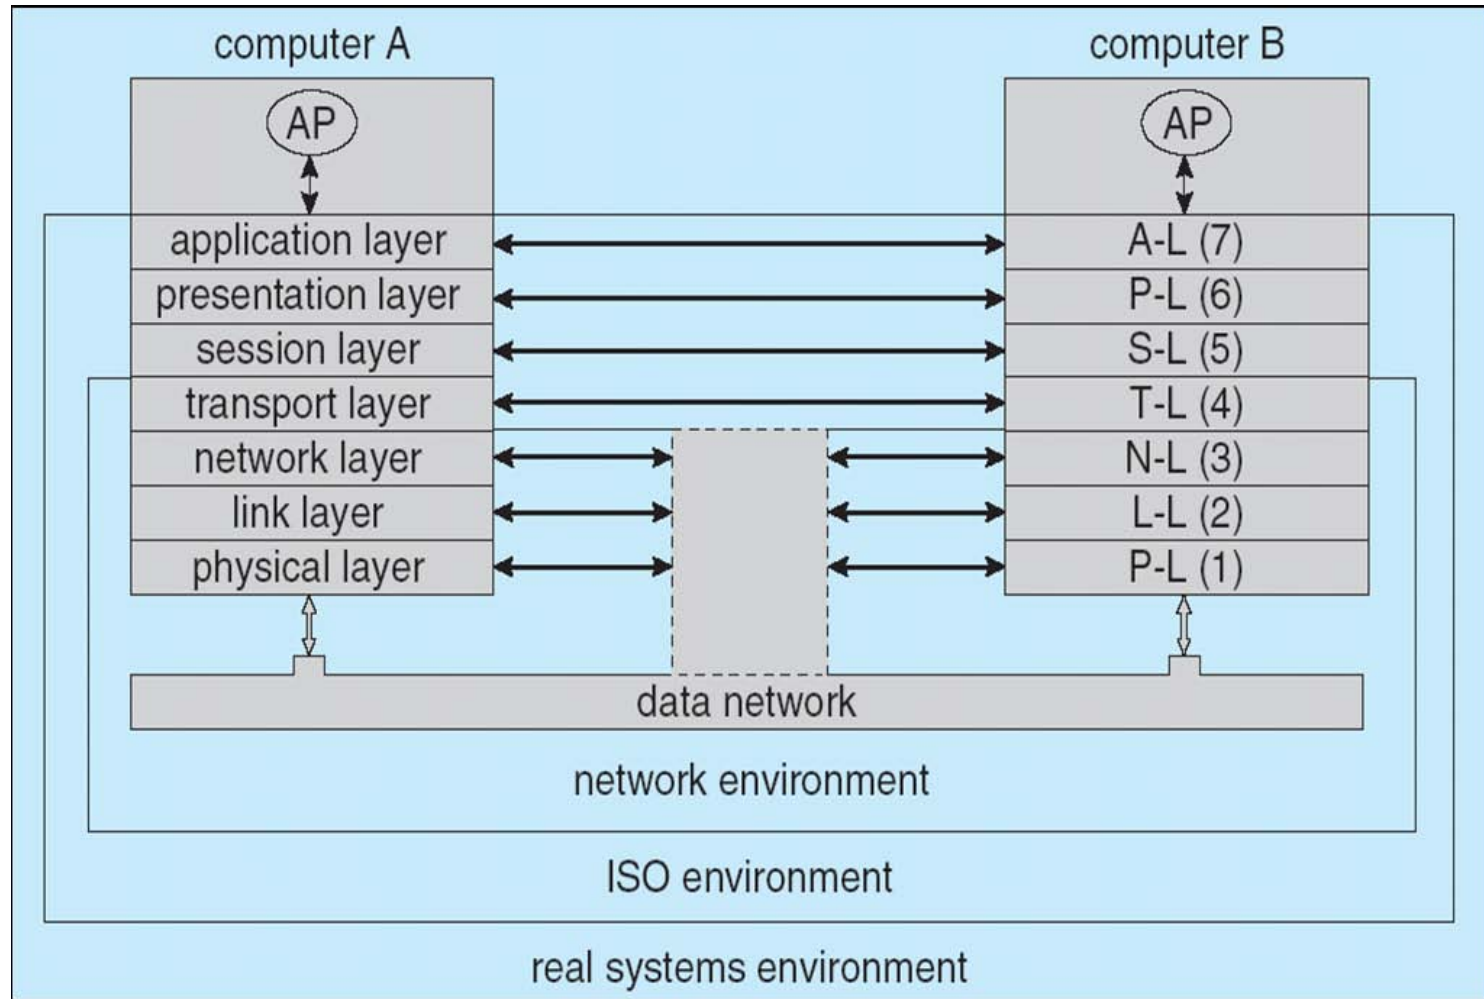 computer A
computer B
AP
AP
application layer
A-L (7)
presentation layer
P-L (6)
session layer
S-L (5)
transport layer
T-L (4)
network layer
N-L (3)
link layer
L-L (2)
physical layer
P-L (1)
data network
network environment
ISO environment
real systems environment